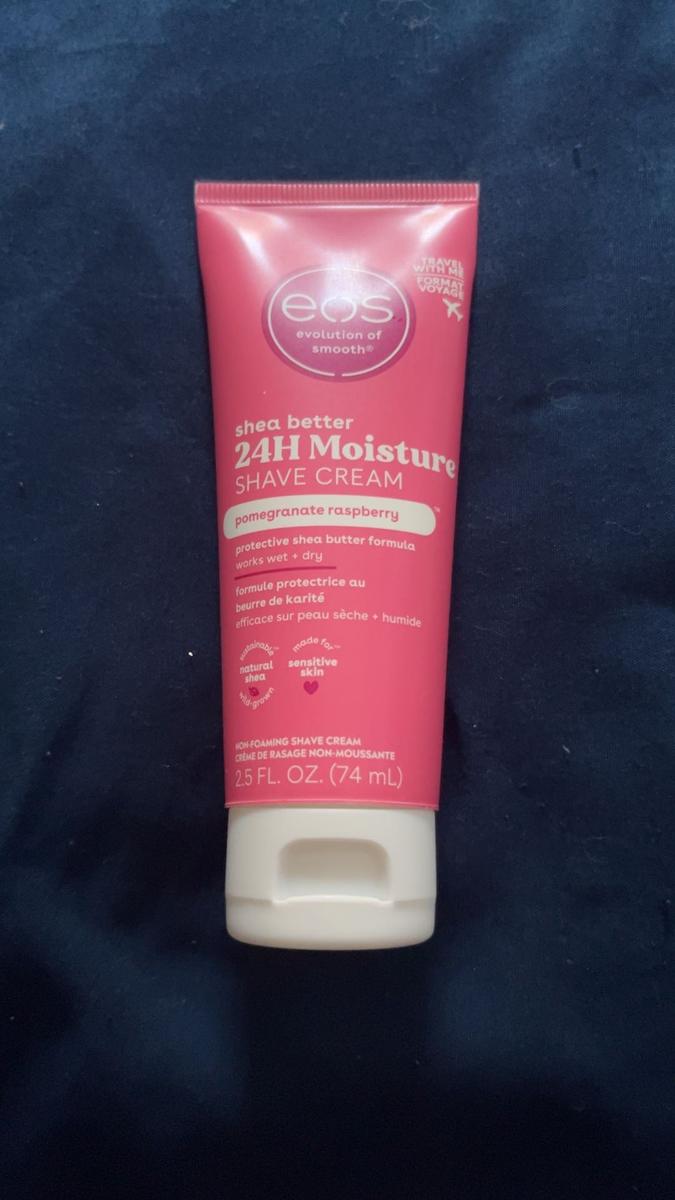 TRAVEL
WITH ME
FORMAT
VOYAGE
eos
evolution of
smooth®
shea better
24H Moisture
SHAVE CREAM
pomegranate raspberry™
protective shea butter formula
works wet + dry
formule protectrice au
beurre de karité
efficace sur peau sèche + humide
sustainable™
natural
shea
wild-grown
made for™
sensitive
skin
NON-FOAMING SHAVE CREAM
CRÈME DE RASAGE NON-MOUSSANTE
2.5 FL. OZ. (74 mL)